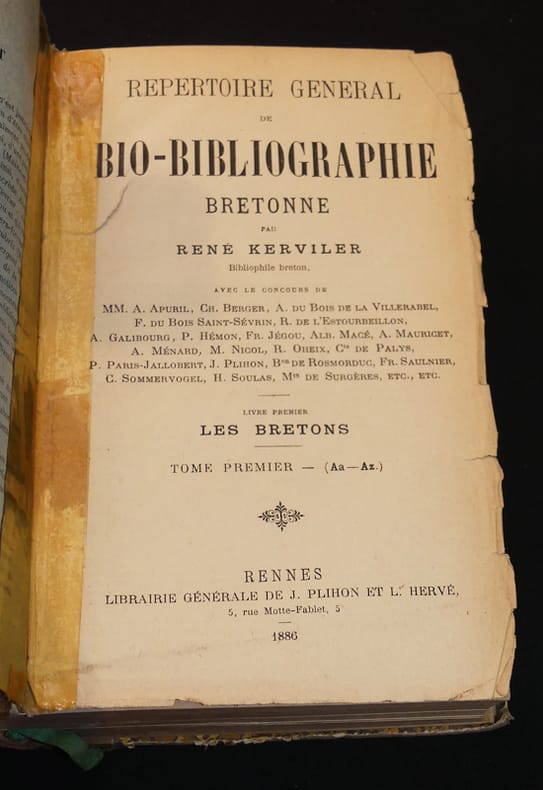 REPERTOIRE GENERAL
DE
BIO-BIBLIOGRAPHIE
BRETONNE
PAR
RENÉ KERVILER
Bibliophile breton,
AVEC LE CONCOURS DE
MM. A. APURIL, CH. BERGER, A. DU BOIS DE LA VILLERABEL,
F. DU BOIS SAINT-SÉVRIN, R. DE L'ESTOURBEILLON,
A. GALIBOURG, P. HÉMON, FR. JÉGOU, ALB. MACÉ, A. MAURICET,
A. MÉNARD, M. NICOL, R. OHEIX, Cte DE PALYS,
P. PARIS-JALLOBERT, J. PLIHON, Bon DE ROSMORDUC, FR. SAULNIER,
C. SOMMERVOGEL, H. SOULAS, Mis DE SURGÈRES, ETC., ETC.
LIVRE PREMIER
LES BRETONS
TOME PREMIER — (Aa—Az.)
RENNES
LIBRAIRIE GÉNÉRALE DE J. PLIHON ET L. HERVÉ,
5, rue Motte-Fablet, 5
1886